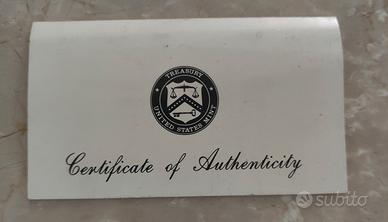 TREASURY
UNITED STATES MINT
Certificate of Authenticity
subito